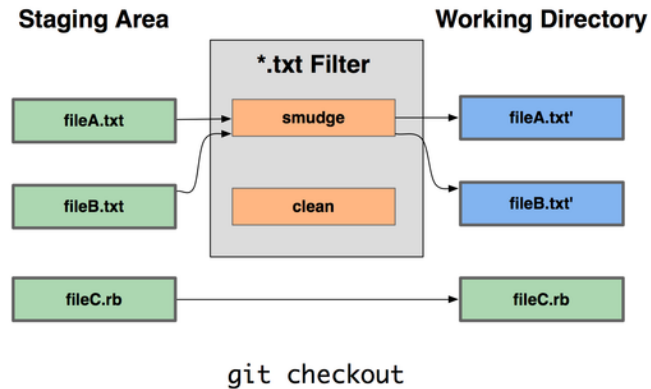 Staging Area
Working Directory
*.txt Filter
fileA.txt
smudge
fileA.txt'
fileB.txt
clean
fileB.txt'
fileC.rb
fileC.rb
git checkout